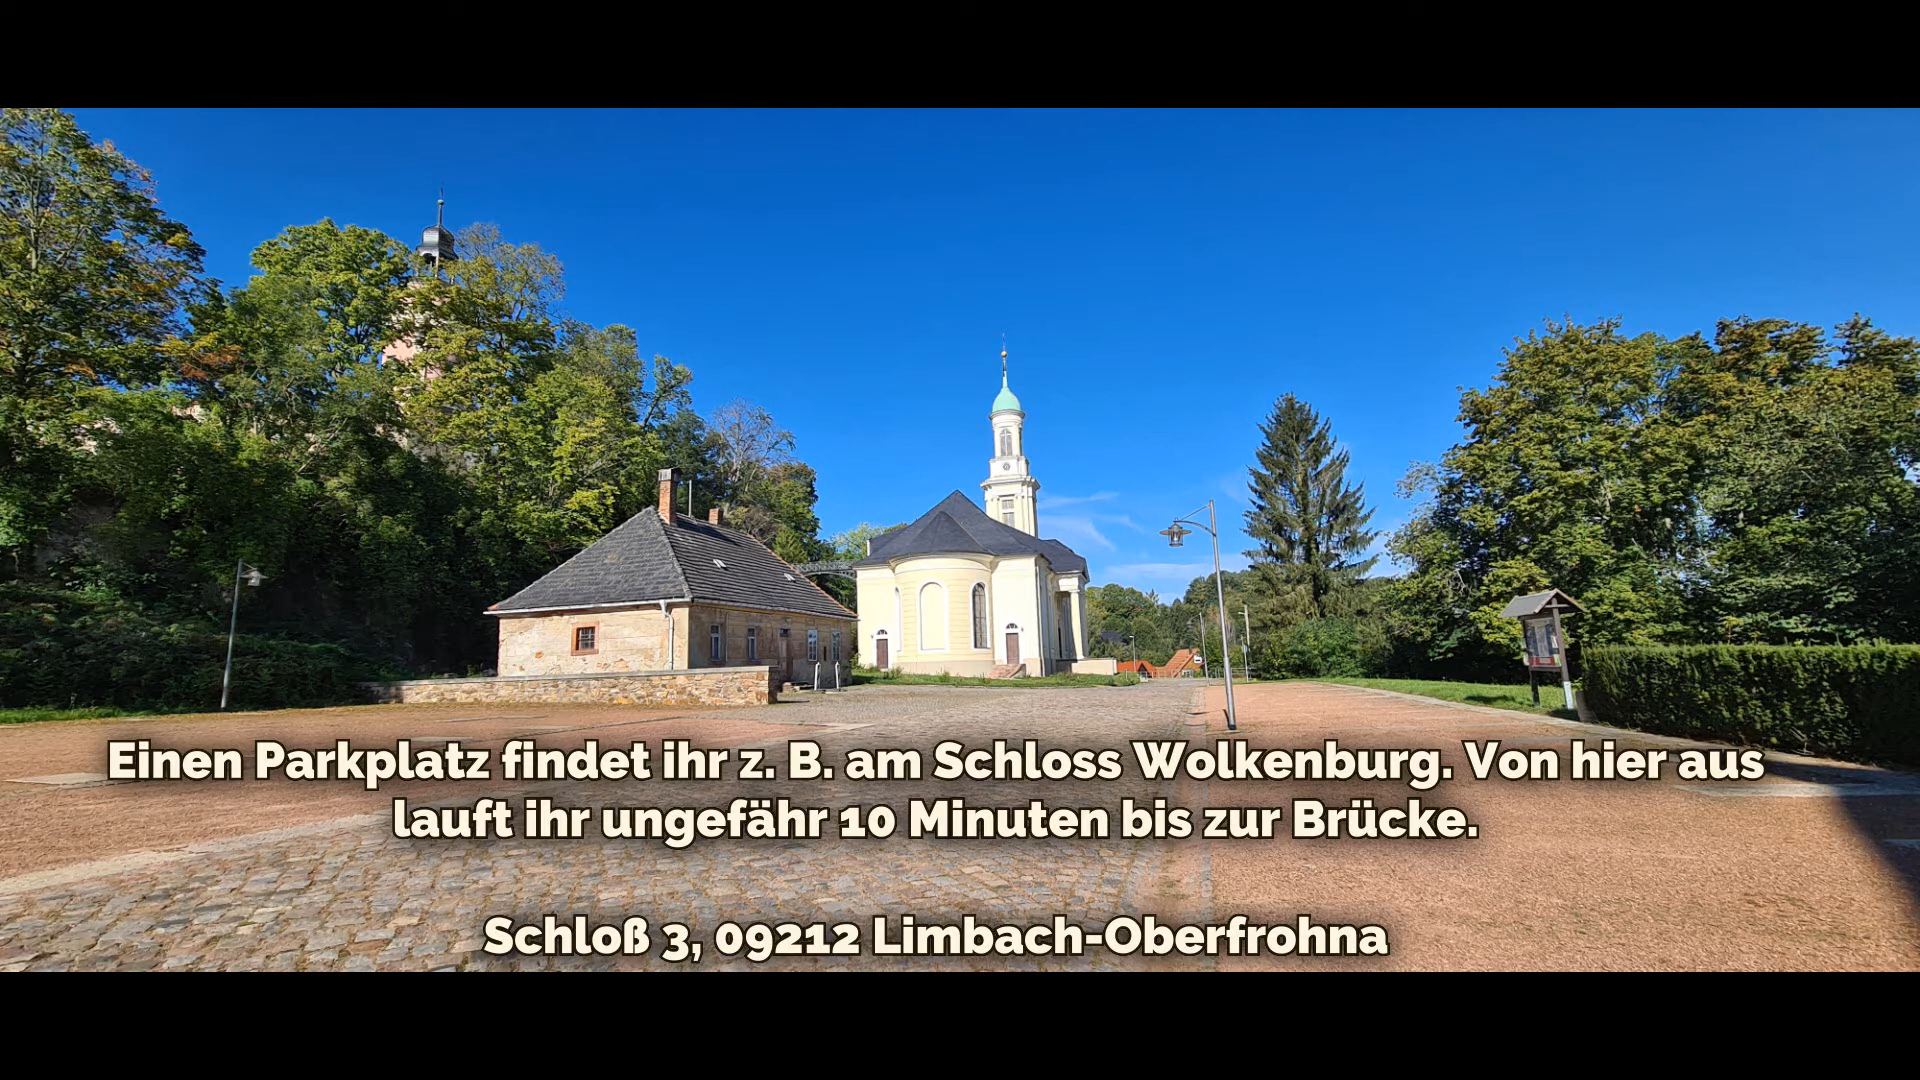 Einen Parkplatz findet ihr z. B. am Schloss Wolkenburg. Von hier aus
lauft ihr ungefähr 10 Minuten bis zur Brücke.
Schloß 3, 09212 Limbach-Oberfrohna